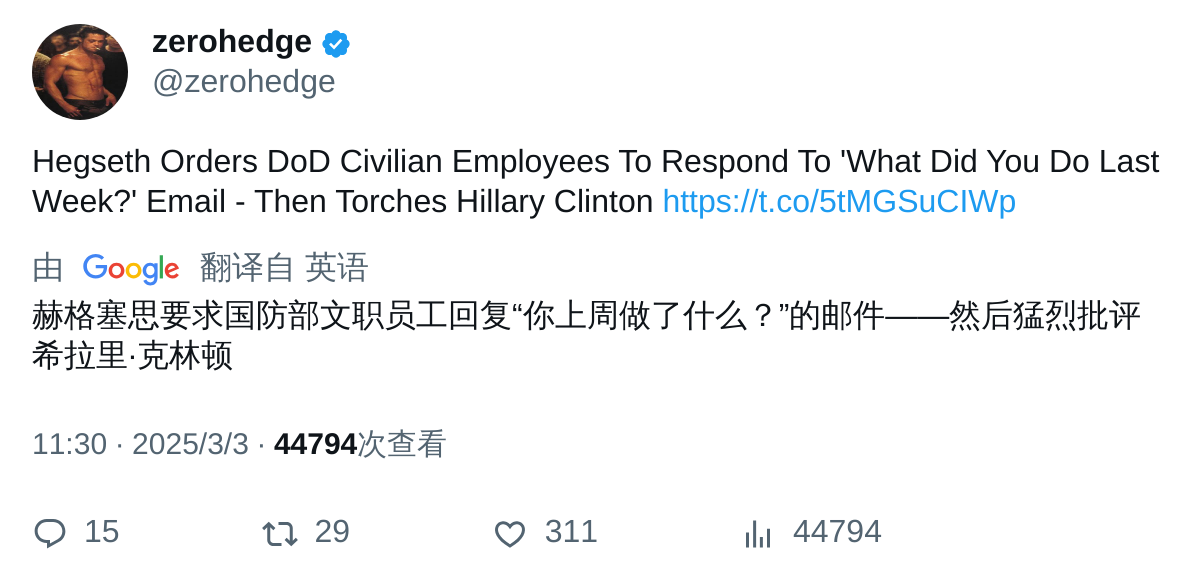 zerohedge
@zerohedge
Hegseth Orders DoD Civilian Employees To Respond To 'What Did You Do Last
Week?' Email - Then Torches Hillary Clinton https://t.co/5tMGSuCIWp
由 Google 翻译自 英语
赫格塞思要求国防部文职员工回复“你上周做了什么？”的邮件——然后猛烈批评
希拉里·克林顿
11:30 · 2025/3/3 · 44794次查看
15 29 311 44794